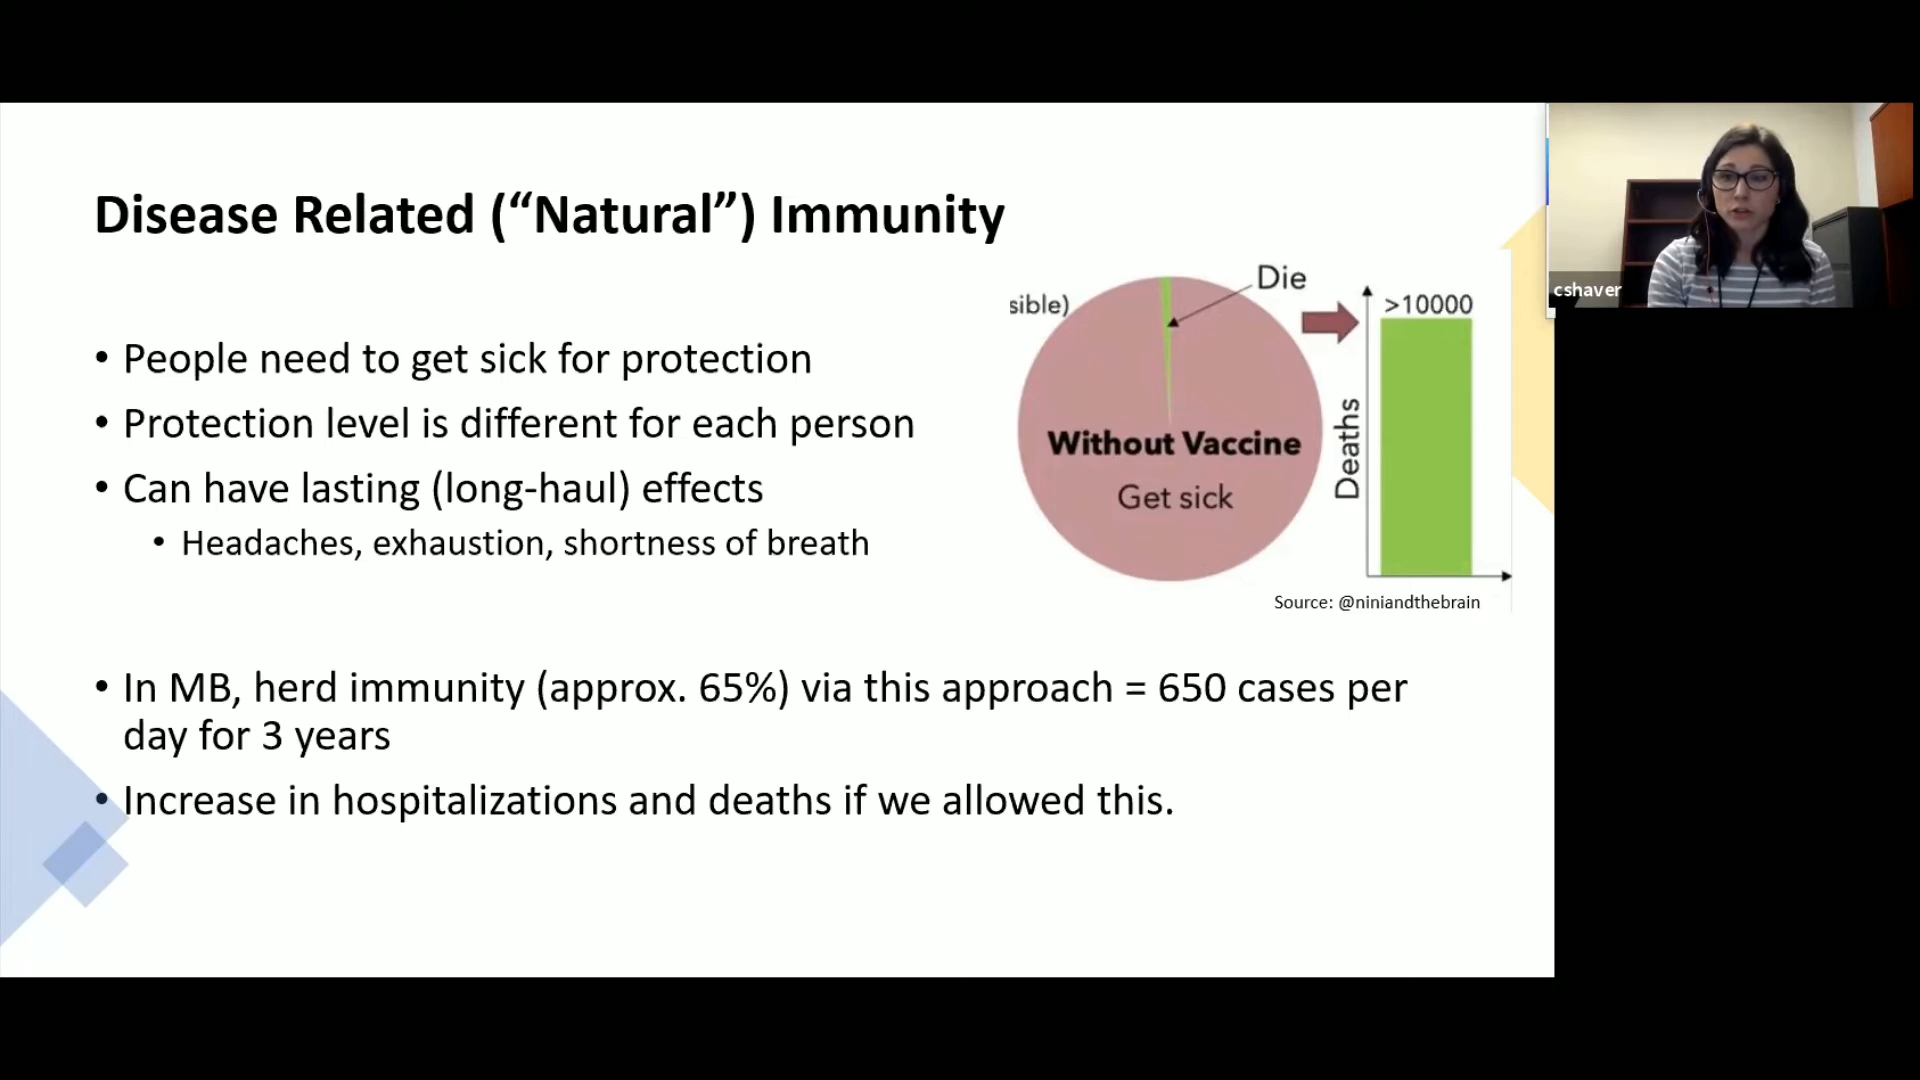 Disease Related (“Natural”) Immunity
• People need to get sick for protection
• Protection level is different for each person
• Can have lasting (long-haul) effects
• Headaches, exhaustion, shortness of breath
sible)
Die
>10000
Without Vaccine
Get sick
Deaths
Source: @niniandthebrain
• In MB, herd immunity (approx. 65%) via this approach = 650 cases per
day for 3 years
• Increase in hospitalizations and deaths if we allowed this.
cshaver